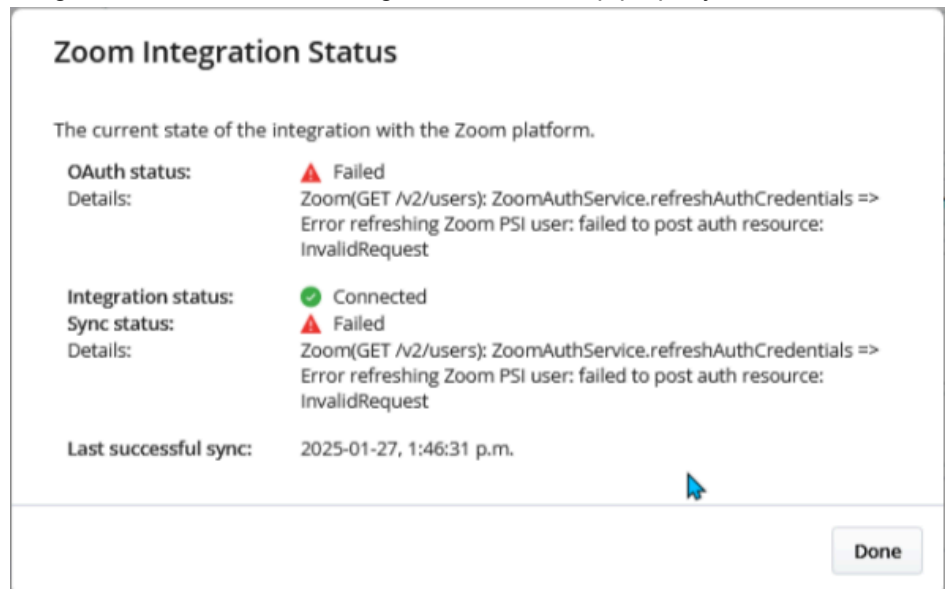 Zoom Integration Status
The current state of the integration with the Zoom platform.
OAuth status: Failed
Details: Zoom(GET /v2/users): ZoomAuthService.refreshAuthCredentials =>
Error refreshing Zoom PSI user: failed to post auth resource:
InvalidRequest
Integration status: Connected
Sync status: Failed
Details: Zoom(GET /v2/users): ZoomAuthService.refreshAuthCredentials =>
Error refreshing Zoom PSI user: failed to post auth resource:
InvalidRequest
Last successful sync: 2025-01-27, 1:46:31 p.m.
Done